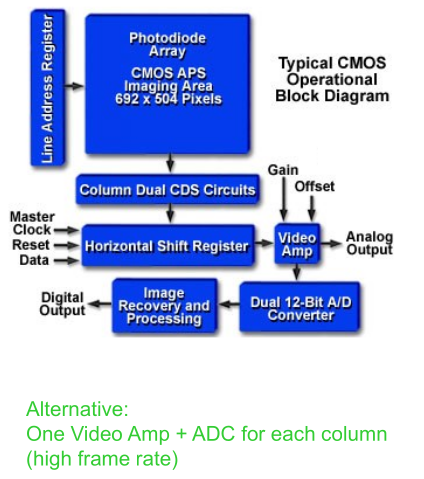 Line Address Register
Photodiode
Array
CMOS APS
Imaging Area
692 x 504 Pixels
Typical CMOS
Operational
Block Diagram
Column Dual CDS Circuits
Gain
Offset
Master
Clock
Reset
Data
Horizontal Shift Register
Video
Amp
Analog
Output
Digital
Output
Image
Recovery and
Processing
Dual 12-Bit A/D
Converter
Alternative:
One Video Amp + ADC for each column
(high frame rate)